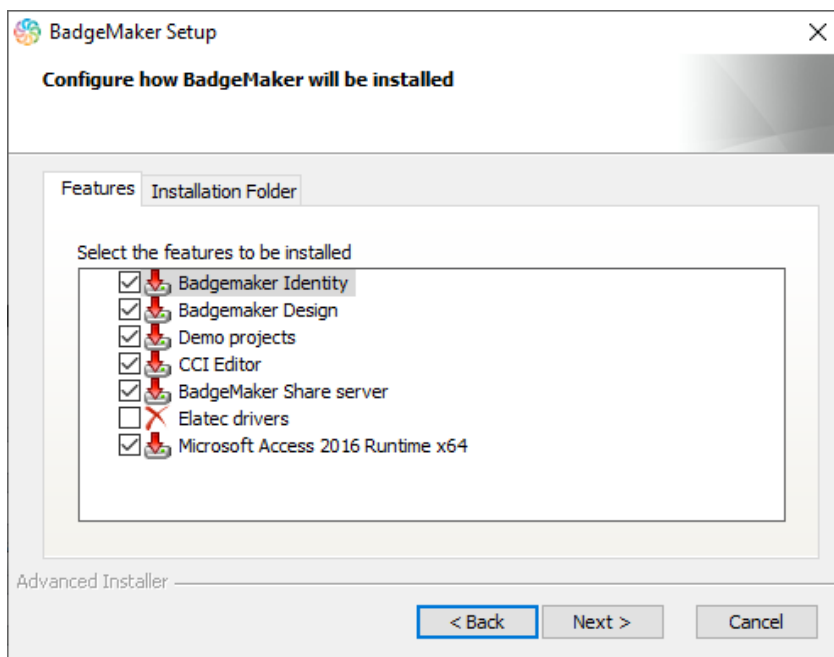 BadgeMaker Setup
Configure how BadgeMaker will be installed
Features
Installation Folder
Select the features to be installed
Badgemaker Identity
Badgemaker Design
Demo projects
CCI Editor
BadgeMaker Share server
Elatec drivers
Microsoft Access 2016 Runtime x64
Advanced Installer
< Back
Next >
Cancel